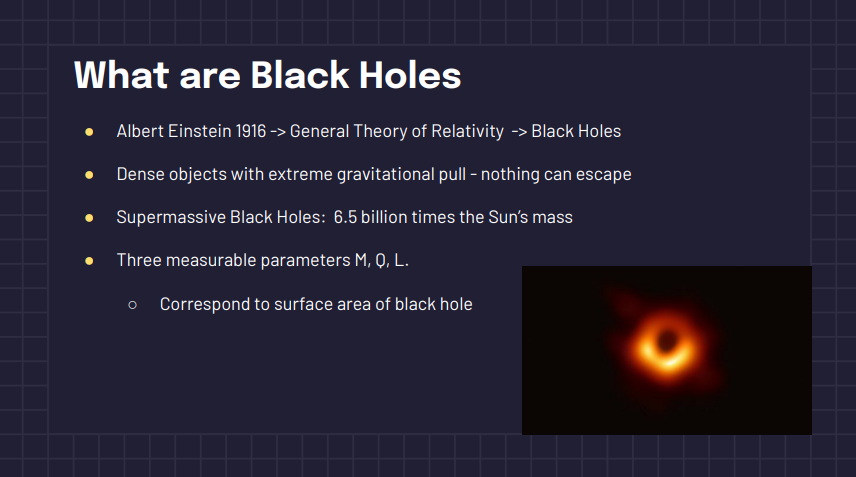 What are Black Holes
● Albert Einstein 1916 -> General Theory of Relativity -> Black Holes
● Dense objects with extreme gravitational pull - nothing can escape
● Supermassive Black Holes: 6.5 billion times the Sun’s mass
● Three measurable parameters M, Q, L.
○ Correspond to surface area of black hole